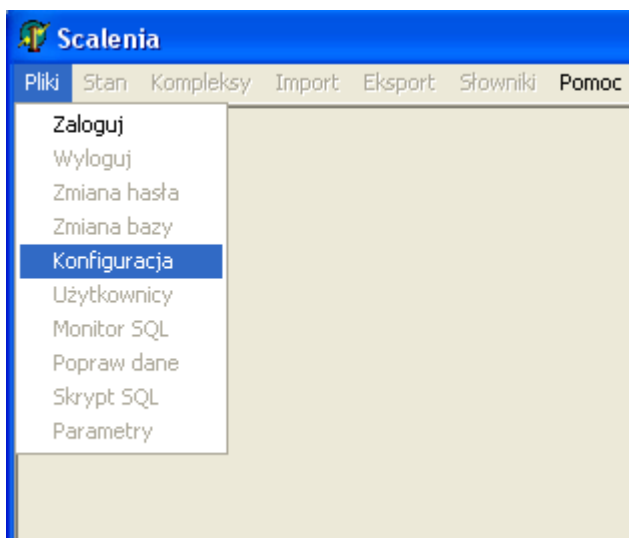 Scalenia
Pliki Stan Kompleksy Import Eksport Słowniki Pomoc
Zaloguj
Wyloguj
Zmiana hasła
Zmiana bazy
Konfiguracja
Użytkownicy
Monitor SQL
Popraw dane
Skrypt SQL
Parametry